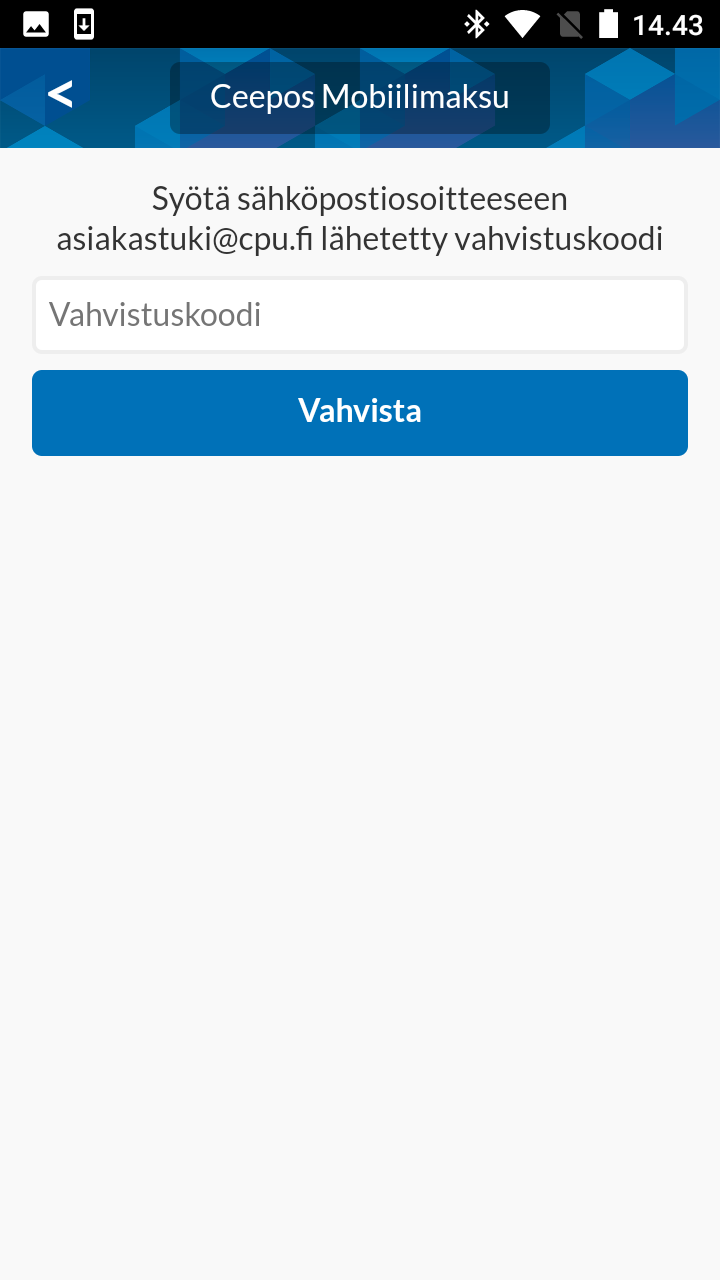 14.43
< Ceepos Mobiilimaksu
Syötä sähköpostiosoitteeseen
asiakastuki@cpu.fi lähetetty vahvistuskoodi
Vahvistuskoodi
Vahvista